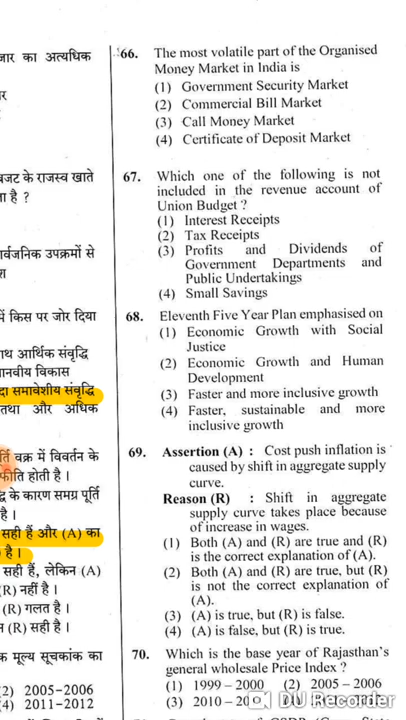 जार का अत्यधिक
र
बजट के राजस्व खाते
ा है ?
ार्वजनिक उपक्रमों से
श
में किस पर जोर दिया
ाथ आर्थिक संवृद्धि
ानवीय विकास
दा समावेशीय संवृद्धि
तथा और अधिक
र्ति वक्र में विवर्तन के
फीति होती है ।
द्ध के कारण समग्र पूर्ति
है ।
सही हैं और (A) का
है ।
सही हैं, लेकिन (A)
R) नहीं है ।
(R) गलत है ।
न (R) सही है ।
क मूल्य सूचकांक का
2) 2005-2006
4) 2011-2012
66. The most volatile part of the Organised
Money Market in India is
(1) Government Security Market
(2) Commercial Bill Market
(3) Call Money Market
(4) Certificate of Deposit Market
67. Which one of the following is not
included in the revenue account of
Union Budget ?
(1) Interest Receipts
(2) Tax Receipts
(3) Profits and Dividends of
Government Departments and
Public Undertakings
(4) Small Savings
68. Eleventh Five Year Plan emphasised on
(1) Economic Growth with Social
Justice
(2) Economic Growth and Human
Development
(3) Faster and more inclusive growth
(4) Faster, sustainable and more
inclusive growth
69. Assertion (A) : Cost push inflation is
caused by shift in aggregate supply
curve.
Reason (R) : Shift in aggregate
supply curve takes place because
of increase in wages.
(1) Both (A) and (R) are true and (R)
is the correct explanation of (A).
(2) Both (A) and (R) are true, but (R)
is not the correct explanation of
(A).
(3) (A) is true, but (R) is false.
(4) (A) is false, but (R) is true.
70. Which is the base year of Rajasthan's
general wholesale Price Index ?
(1) 1999 – 2000 (2) 2005 – 2006
(3) 2010 – 20
DU Recorder